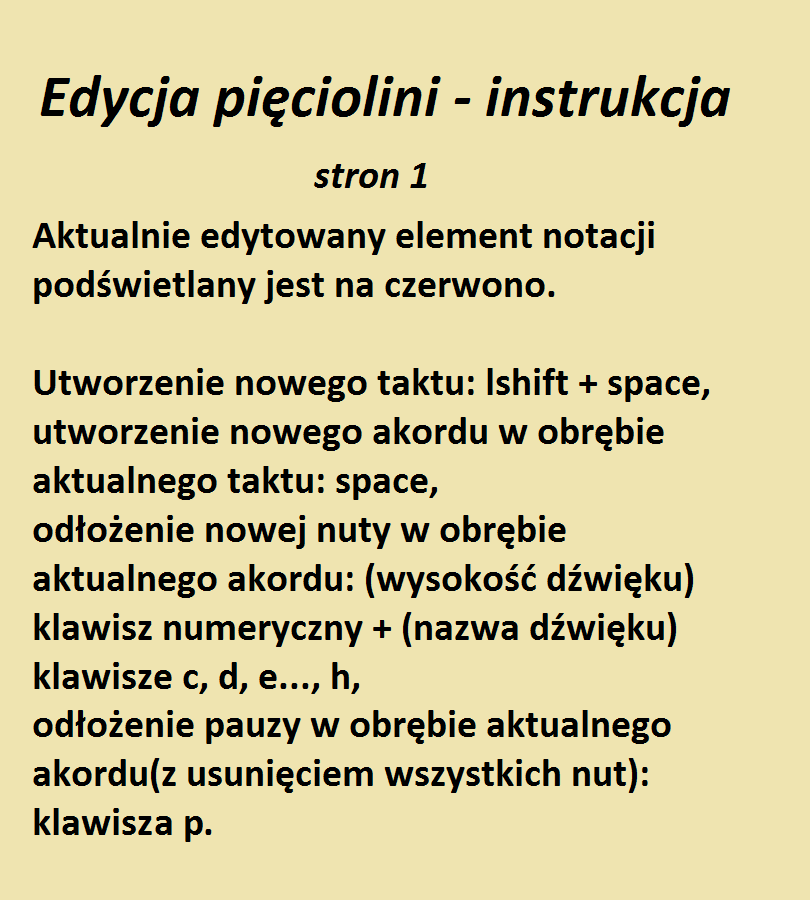 Edycja pięciolini - instrukcja
stron 1
Aktualnie edytowany element notacji
podświetlany jest na czerwono.
Utworzenie nowego taktu: lshift + space,
utworzenie nowego akordu w obrębie
aktualnego taktu: space,
odłożenie nowej nuty w obrębie
aktualnego akordu: (wysokość dźwięku)
klawisz numeryczny + (nazwa dźwięku)
klawisze c, d, e..., h,
odłożenie pauzy w obrębie aktualnego
akordu(z usunięciem wszystkich nut):
klawisza p.